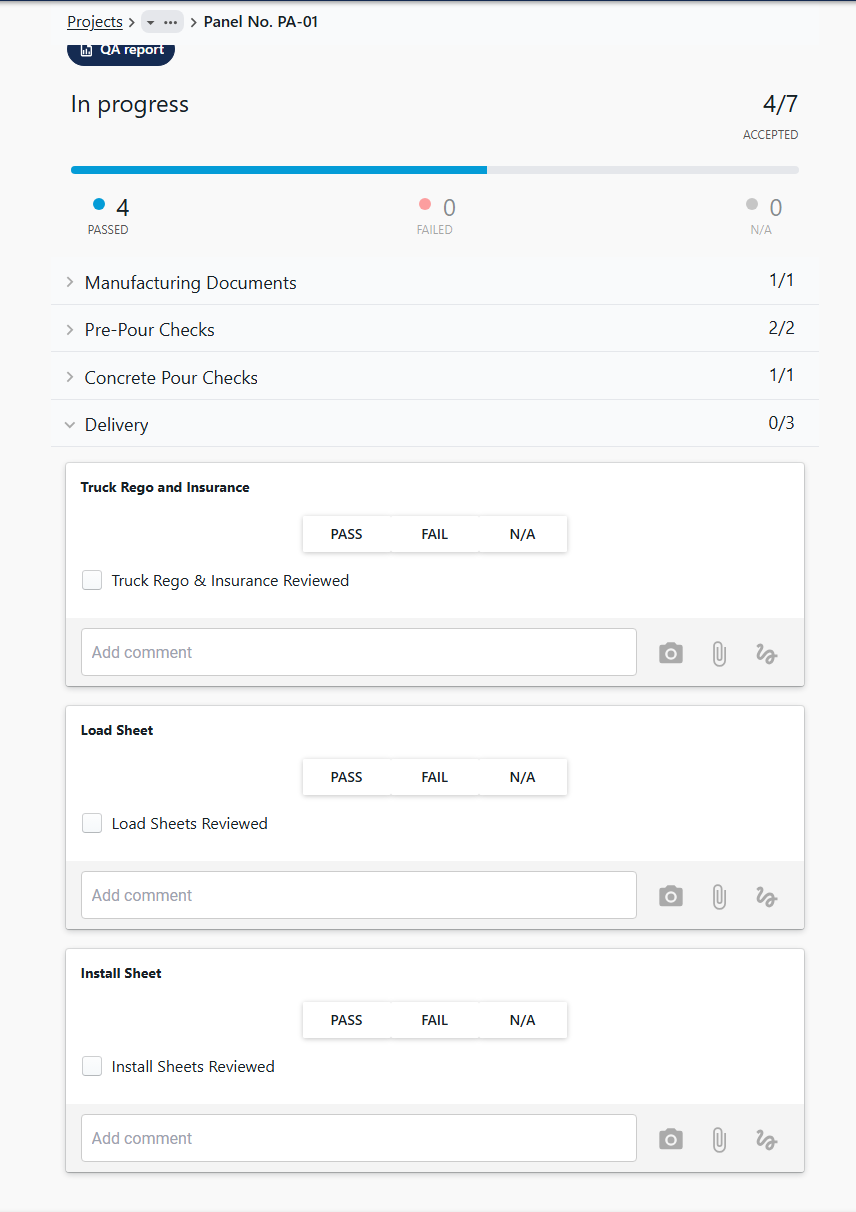 Projects > ... > Panel No. PA-01
QA report
In progress 4/7
ACCEPTED
4 0 0
PASSED FAILED N/A
Manufacturing Documents 1/1
Pre-Pour Checks 2/2
Concrete Pour Checks 1/1
Delivery 0/3
Truck Rego and Insurance
PASS FAIL N/A
Truck Rego & Insurance Reviewed
Add comment
Load Sheet
PASS FAIL N/A
Load Sheets Reviewed
Add comment
Install Sheet
PASS FAIL N/A
Install Sheets Reviewed
Add comment